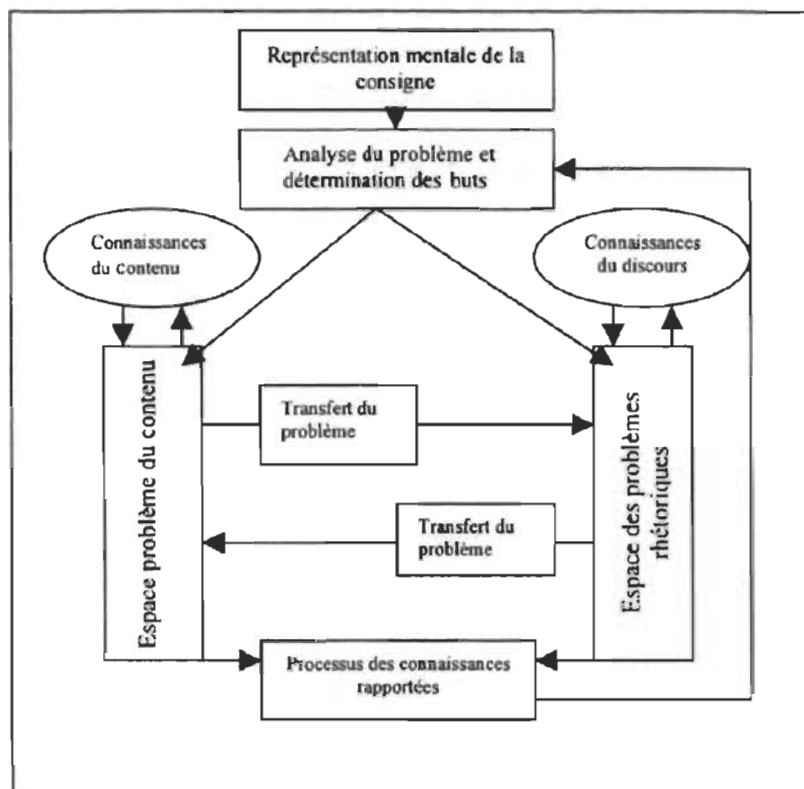 Représentation mentale de la
consigne
Analyse du problème et
détermination des buts
Connaissances
du contenu
Connaissances
du discours
Espace problème du contenu
Transfert du
problème
Transfert du
problème
Espace des problèmes
rhétoriques
Processus des connaissances
rapportées